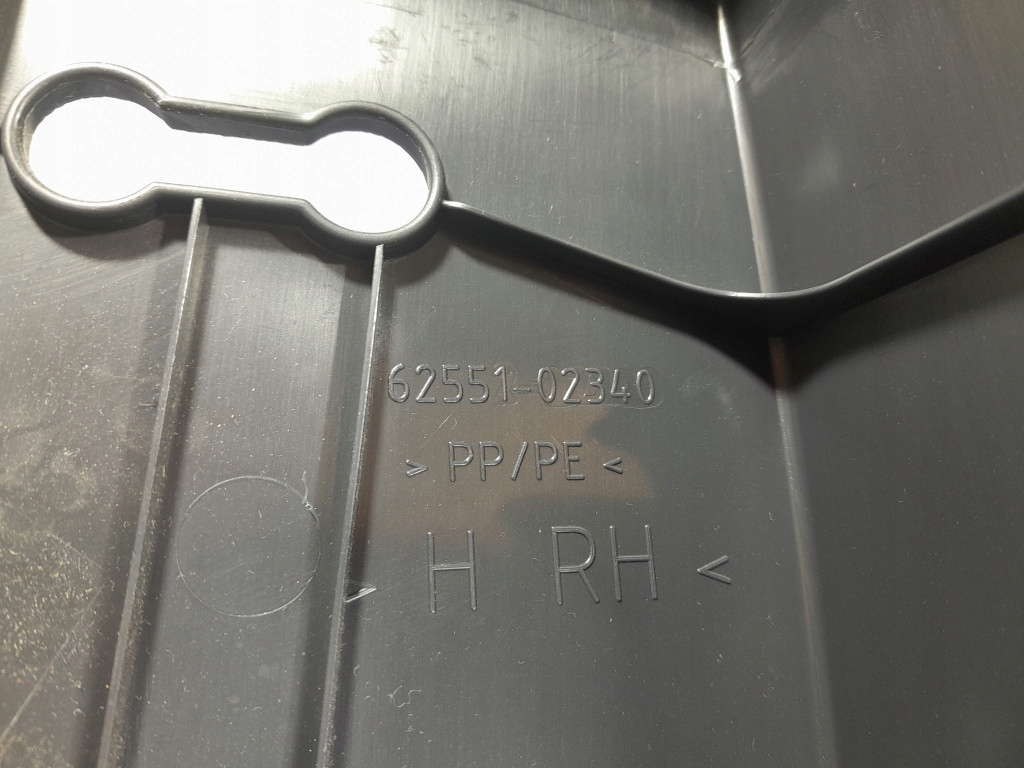 62551-02340
> PP/PE <
> H RH <